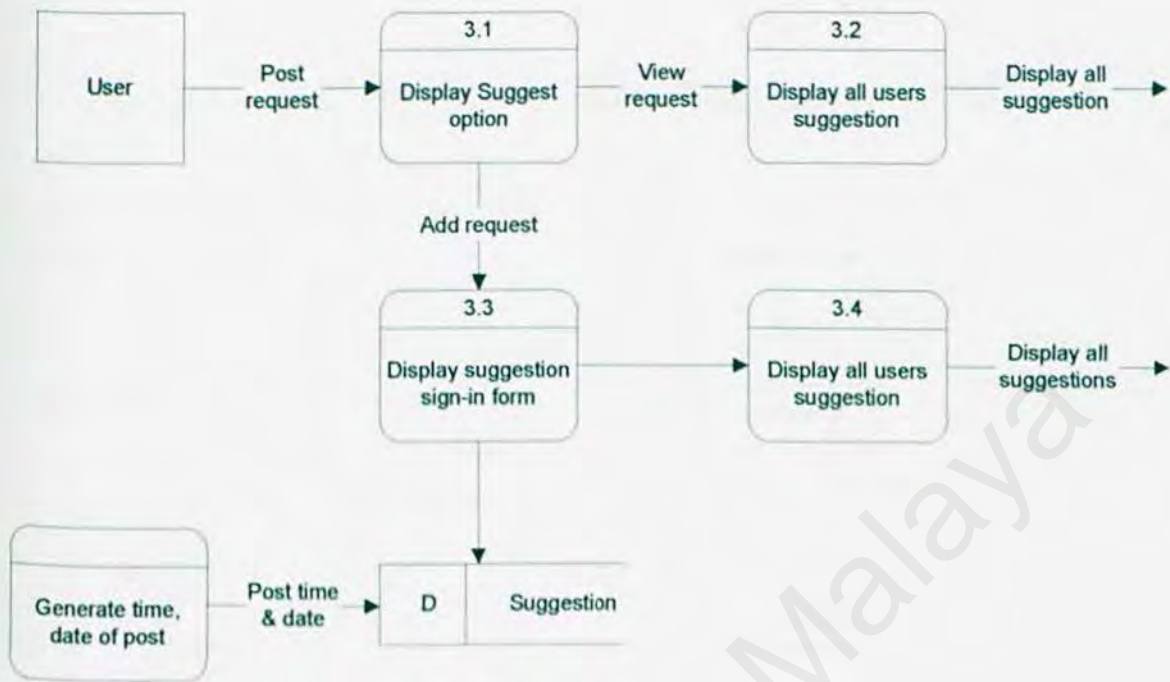 User
Post
request
3.1
Display Suggest
option
View
request
3.2
Display all users
suggestion
Display all
suggestion
Add request
3.3
Display suggestion
sign-in form
3.4
Display all users
suggestion
Display all
suggestions
Generate time,
date of post
Post time
& date
D
Suggestion
Malaya